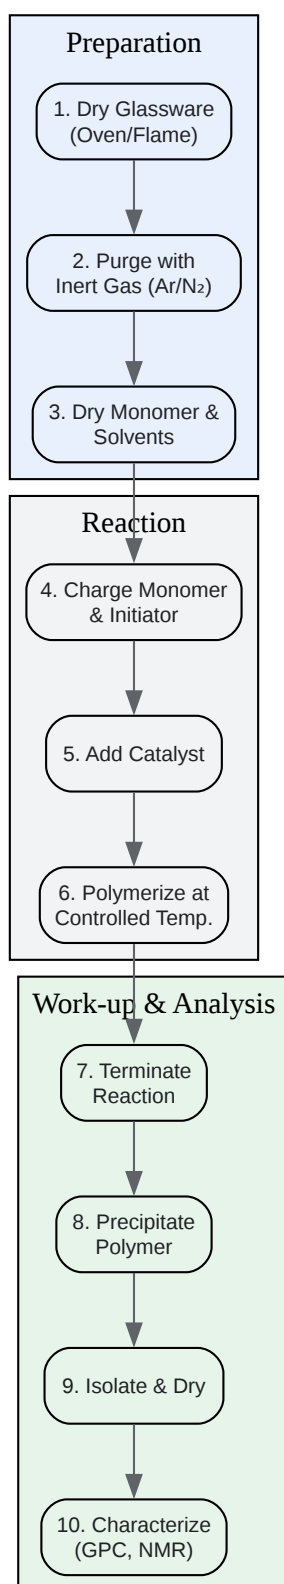 Preparation
1. Dry Glassware
(Oven/Flame)
2. Purge with
Inert Gas (Ar/N₂)
3. Dry Monomer &
Solvents
Reaction
4. Charge Monomer
& Initiator
5. Add Catalyst
6. Polymerize at
Controlled Temp.
Work-up & Analysis
7. Terminate
Reaction
8. Precipitate
Polymer
9. Isolate & Dry
10. Characterize
(GPC, NMR)